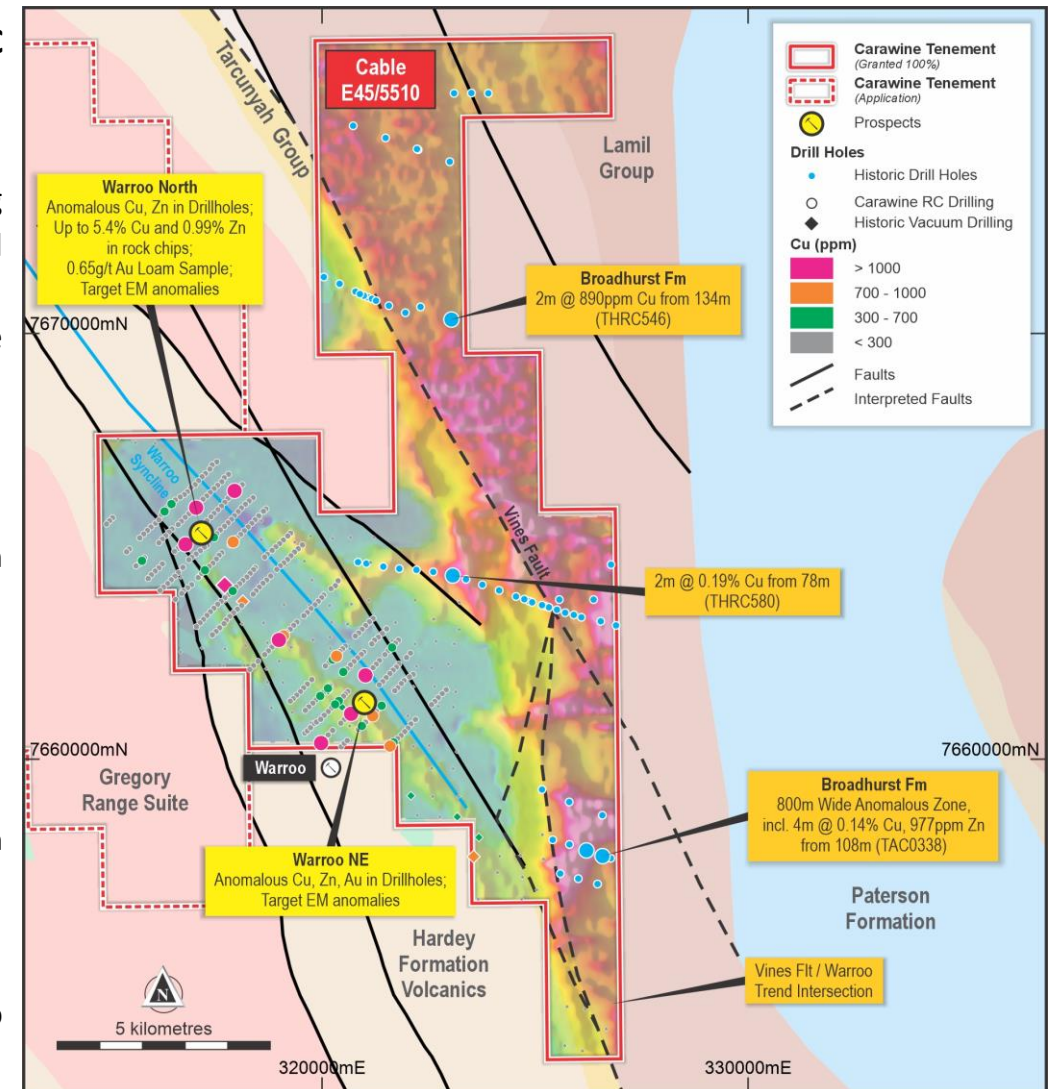 Cable
E45/5510
Tarcunyah Group
Lamil
Group
Carawine Tenement
(Granted 100%)
Carawine Tenement
(Application)
Prospects
Drill Holes
Historic Drill Holes
Carawine RC Drilling
Historic Vacuum Drilling
Cu (ppm)
> 1000
700 - 1000
300 - 700
< 300
Faults
Interpreted Faults
Warroo North
Anomalous Cu, Zn in Drillholes;
Up to 5.4% Cu and 0.99% Zn
in rock chips;
0.65g/t Au Loam Sample;
Target EM anomalies
Broadhurst Fm
2m @ 890ppm Cu from 134m
(THRC546)
7670000mN
Warroo
Syncline
Vines Fault
2m @ 0.19% Cu from 78m
(THRC580)
7660000mN
7660000mN
Warroo
Gregory
Range Suite
Broadhurst Fm
800m Wide Anomalous Zone,
incl. 4m @ 0.14% Cu, 977ppm Zn
from 108m (TAC0338)
Warroo NE
Anomalous Cu, Zn, Au in Drillholes;
Target EM anomalies
Paterson
Formation
Hardey
Formation
Volcanics
Vines Flt / Warroo
Trend Intersection
N
5 kilometres
320000mE
330000mE